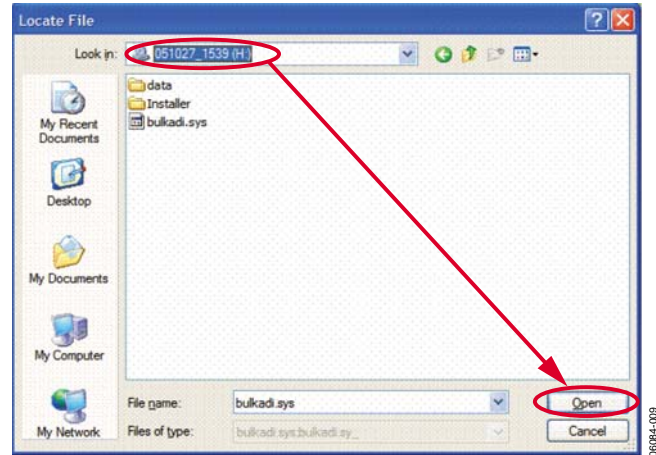 Locate File
Look in:
051027_1539 (H:)
data
Installer
bulkadi.sys
My Recent
Documents
Desktop
My Documents
My Computer
My Network
File name:
bulkadi.sys
Open
Files of type:
bulkadi.sys;bulkadi.sy_
Cancel
06084-009